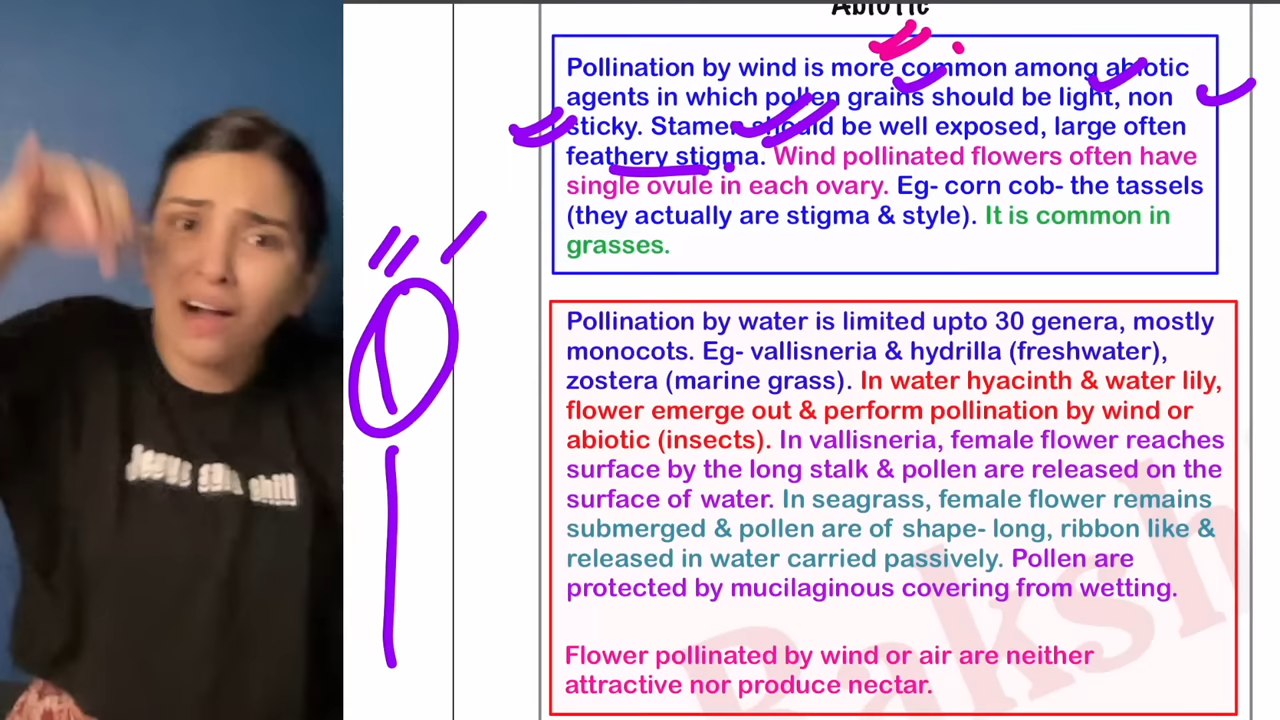 Abiotic
Pollination by wind is more common among abiotic
agents in which pollen grains should be light, non
sticky. Stamen should be well exposed, large often
feathery stigma. Wind pollinated flowers often have
single ovule in each ovary. Eg- corn cob- the tassels
(they actually are stigma & style). It is common in
grasses.
Pollination by water is limited upto 30 genera, mostly
monocots. Eg- vallisneria & hydrilla (freshwater),
zostera (marine grass). In water hyacinth & water lily,
flower emerge out & perform pollination by wind or
abiotic (insects). In vallisneria, female flower reaches
surface by the long stalk & pollen are released on the
surface of water. In seagrass, female flower remains
submerged & pollen are of shape- long, ribbon like &
released in water carried passively. Pollen are
protected by mucilaginous covering from wetting.
Flower pollinated by wind or air are neither
attractive nor produce nectar.